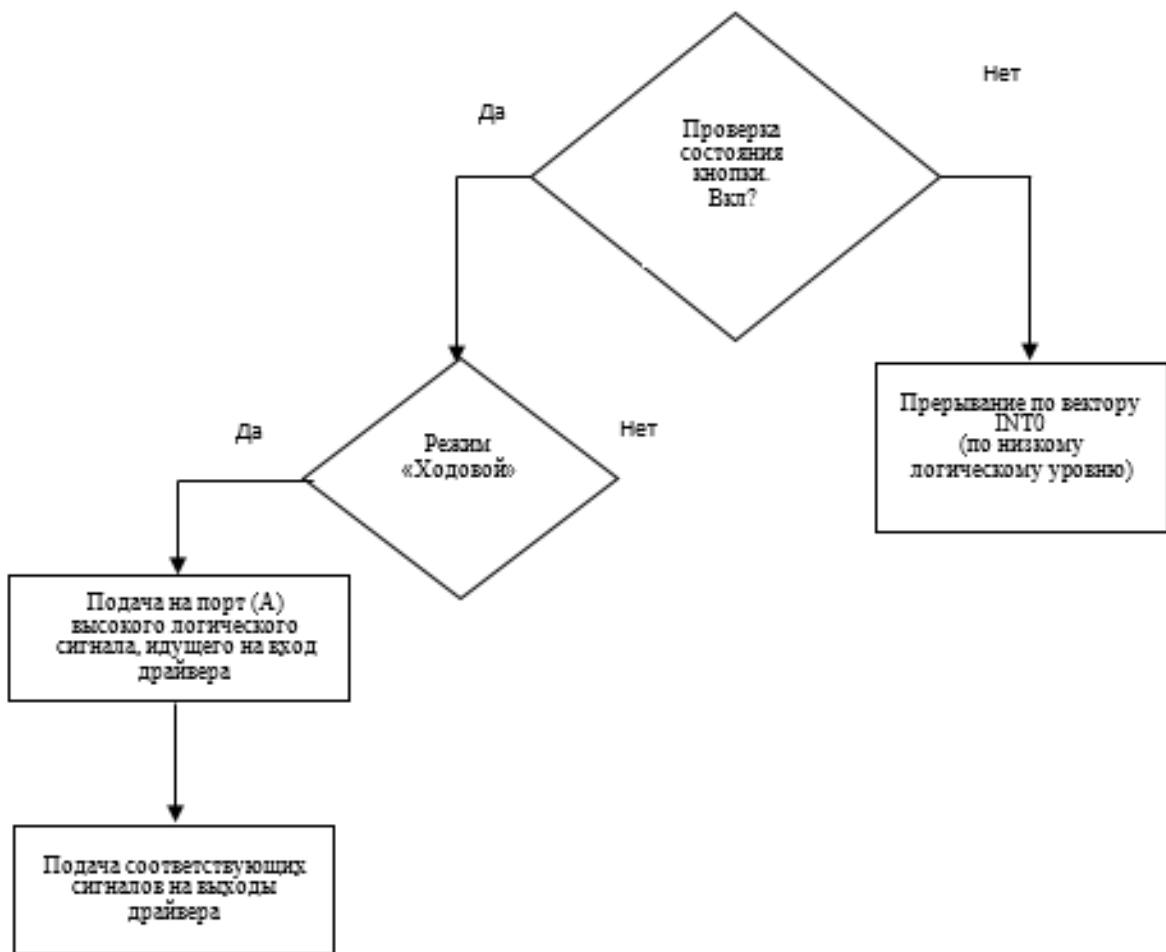 Да
Нет
Проверка
состояния
кнопки.
Вкл?
Да
Нет
Режим
«Ходовой»
Прерывание по вектору
INT0
(по низкому
логическому уровню)
Подача на порт (А)
высокого логического
сигнала, идущего на вход
драйвера
Подача соответствующих
сигналов на выходы
драйвера